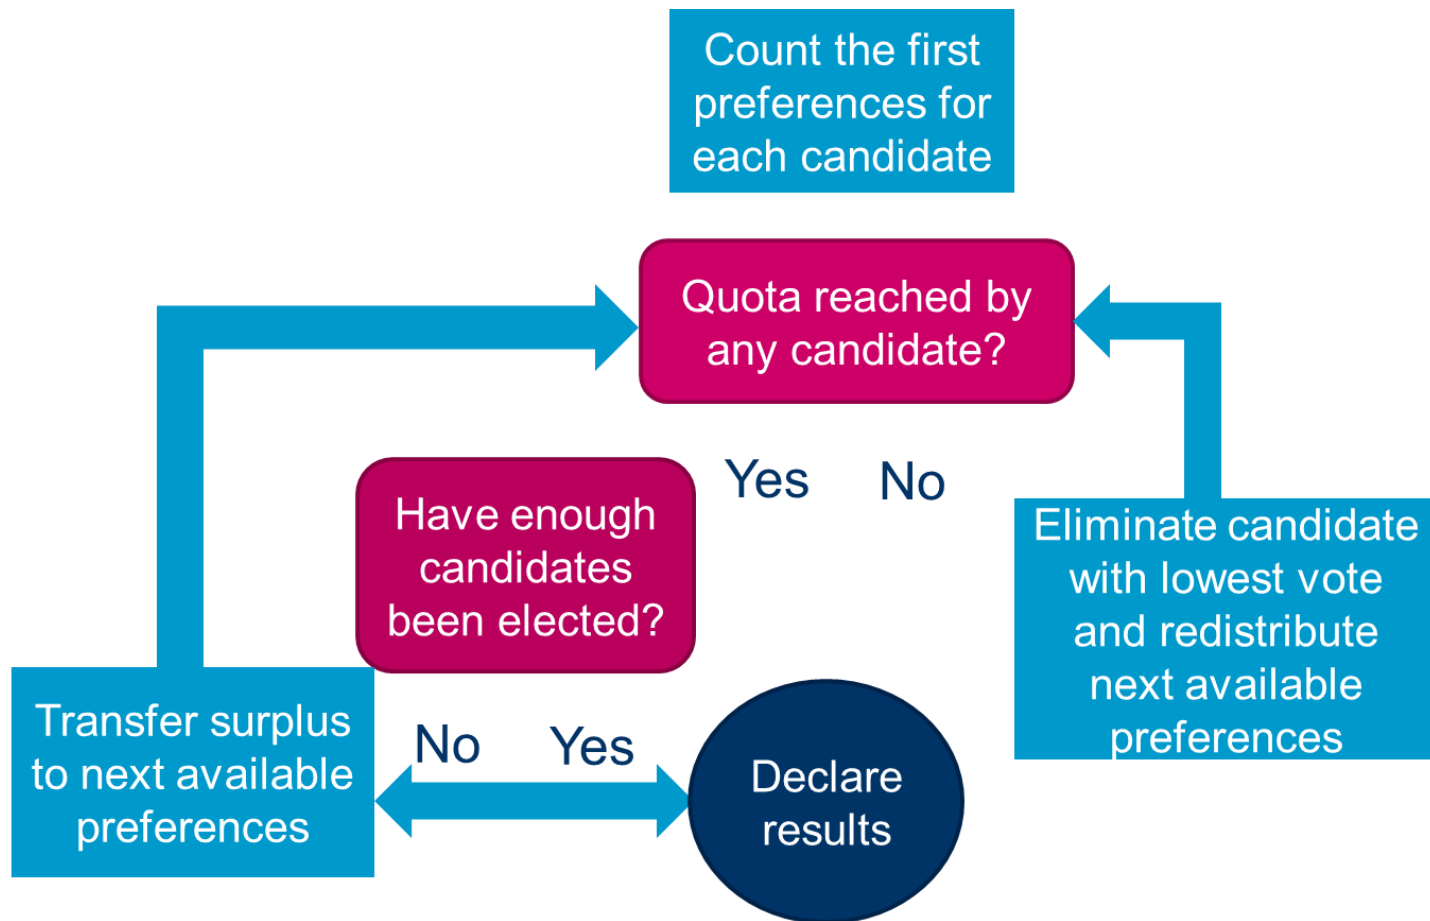 Count the first
preferences for
each candidate
Quota reached by
any candidate?
Yes No
Have enough
candidates
been elected?
Eliminate candidate
with lowest vote
and redistribute
next available
preferences
Transfer surplus
to next available
preferences
No Yes
Declare
results